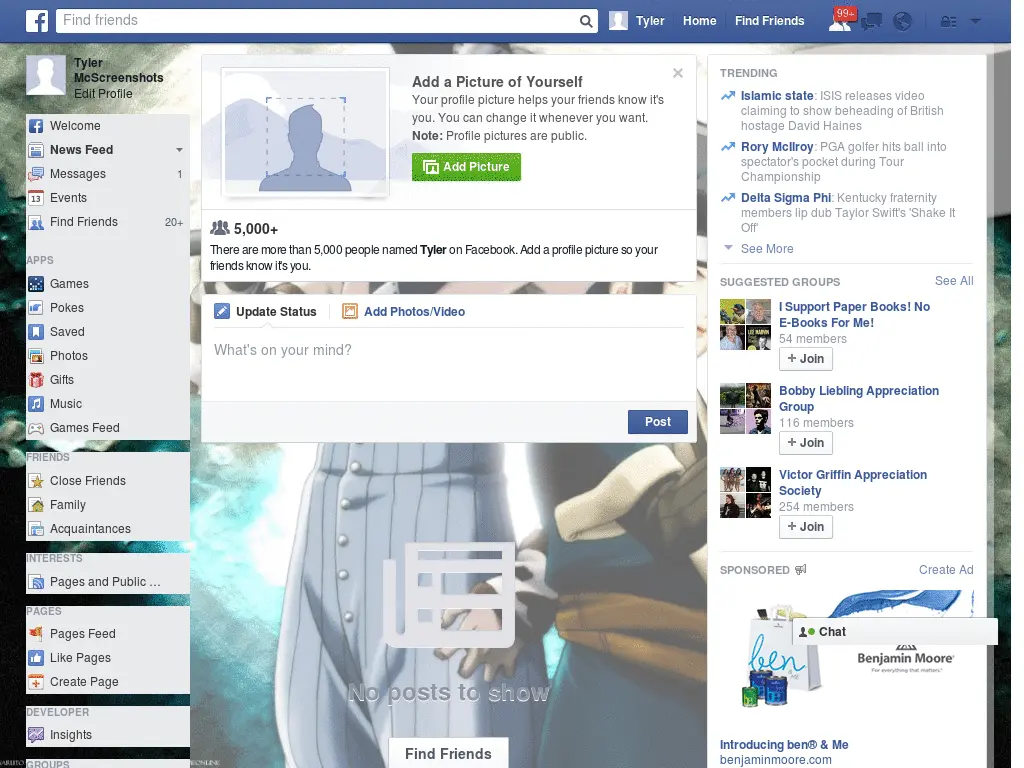 Find friends
Tyler
Home
Find Friends
99+
Tyler
McScreenshots
Edit Profile
Welcome
News Feed
Messages
1
13
Events
Find Friends
20+
APPS
Games
Pokes
Saved
Photos
Gifts
Music
Games Feed
FRIENDS
Close Friends
Family
Acquaintances
INTERESTS
Pages and Public ...
PAGES
Pages Feed
Like Pages
Create Page
DEVELOPER
Insights
GROUPS
Add a Picture of Yourself
Your profile picture helps your friends know it's
you. You can change it whenever you want.
Note: Profile pictures are public.
Add Picture
5,000+
There are more than 5,000 people named Tyler on Facebook. Add a profile picture so your
friends know it's you.
Update Status
Add Photos/Video
What's on your mind?
Post
No posts to show
Find Friends
TRENDING
Islamic state: ISIS releases video
claiming to show beheading of British
hostage David Haines
Rory McIlroy: PGA golfer hits ball into
spectator's pocket during Tour
Championship
Delta Sigma Phi: Kentucky fraternity
members lip dub Taylor Swift's 'Shake It
Off'
See More
SUGGESTED GROUPS
See All
I Support Paper Books! No
E-Books For Me!
54 members
+ Join
Bobby Liebling Appreciation
Group
116 members
+ Join
Victor Griffin Appreciation
Society
254 members
+ Join
SPONSORED
Create Ad
Chat
ben
Benjamin Moore
For everything that matters.
Introducing ben® & Me
benjaminmoore.com